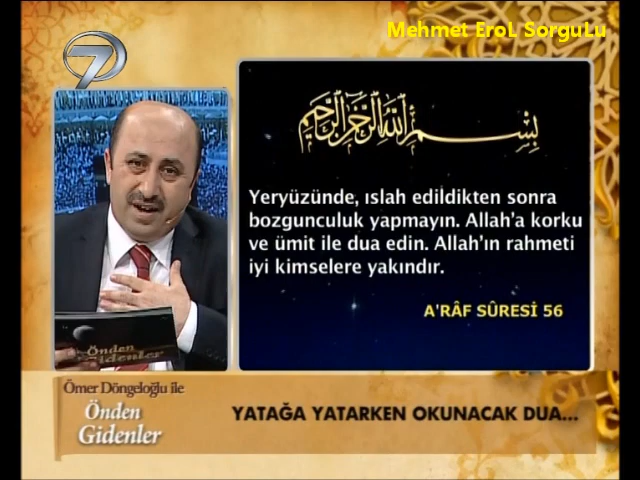 Mehmet EroL SorguLu
7
بسم الله الرحمن الرحيم
Yeryüzünde, ıslah edildikten sonra
bozgunculuk yapmayın. Allah'a korku
ve ümit ile dua edin. Allah'ın rahmeti
iyi kimselere yakındır.
A'RÂF SÛRESİ 56
Önden
Gidenler
Ömer Döngeloğlu ile
Önden
Gidenler
YATAĞA YATARKEN OKUNACAK DUA...